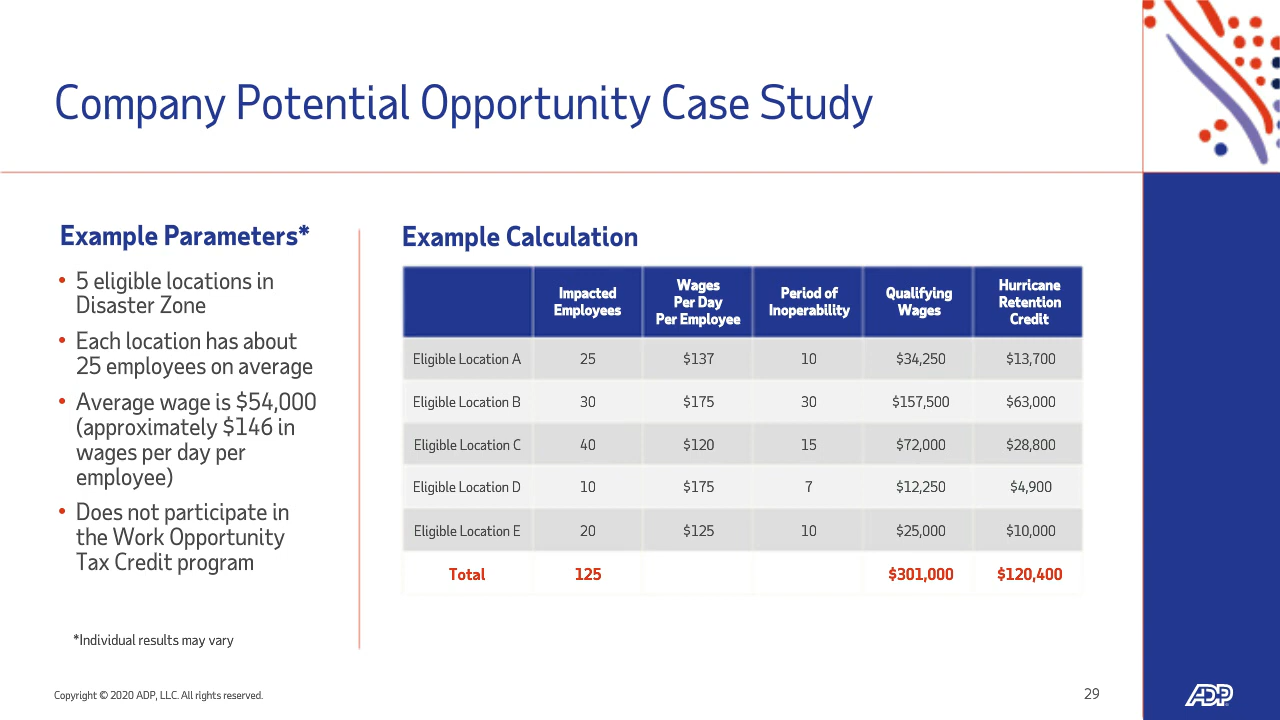 Company Potential Opportunity Case Study
Example Parameters*
• 5 eligible locations in
Disaster Zone
• Each location has about
25 employees on average
• Average wage is $54,000
(approximately $146 in
wages per day per
employee)
• Does not participate in
the Work Opportunity
Tax Credit program
*Individual results may vary
Example Calculation
Impacted Employees | Wages Per Day Per Employee | Period of Inoperability | Qualifying Wages | Hurricane Retention Credit
Eligible Location A 25 $137 10 $34,250 $13,700
Eligible Location B 30 $175 30 $157,500 $63,000
Eligible Location C 40 $120 15 $72,000 $28,800
Eligible Location D 10 $175 7 $12,250 $4,900
Eligible Location E 20 $125 10 $25,000 $10,000
Total 125 $301,000 $120,400
Copyright © 2020 ADP, LLC. All rights reserved.
29
ADP